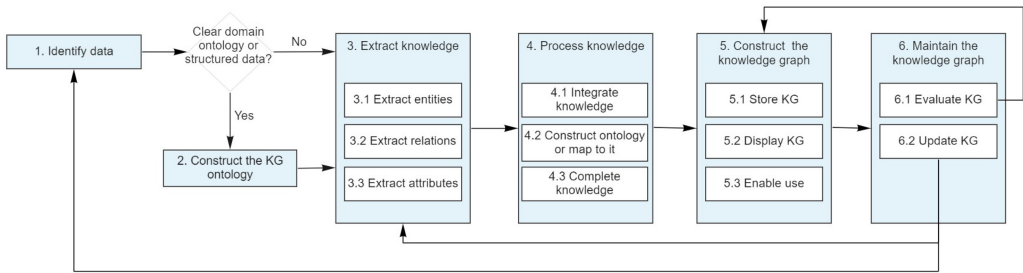 1. Identify data
Clear domain
ontology or
structured data?
No
Yes
2. Construct the KG
ontology
3. Extract knowledge
3.1 Extract entities
3.2 Extract relations
3.3 Extract attributes
4. Process knowledge
4.1 Integrate
knowledge
4.2 Construct ontology
or map to it
4.3 Complete
knowledge
5. Construct the
knowledge graph
5.1 Store KG
5.2 Display KG
5.3 Enable use
6. Maintain the
knowledge graph
6.1 Evaluate KG
6.2 Update KG